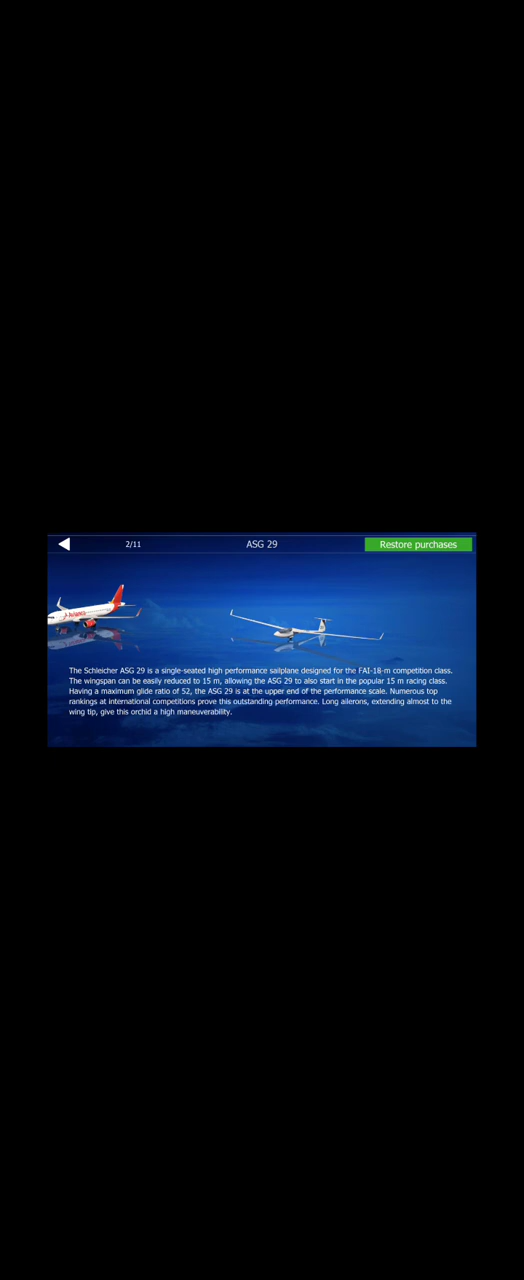 2/11
ASG 29
Restore purchases
Avianca
The Schleicher ASG 29 is a single-seated high performance sailplane designed for the FAI-18-m competition class.
The wingspan can be easily reduced to 15 m, allowing the ASG 29 to also start in the popular 15 m racing class.
Having a maximum glide ratio of 52, the ASG 29 is at the upper end of the performance scale. Numerous top
rankings at international competitions prove this outstanding performance. Long ailerons, extending almost to the
wing tip, give this orchid a high maneuverability.